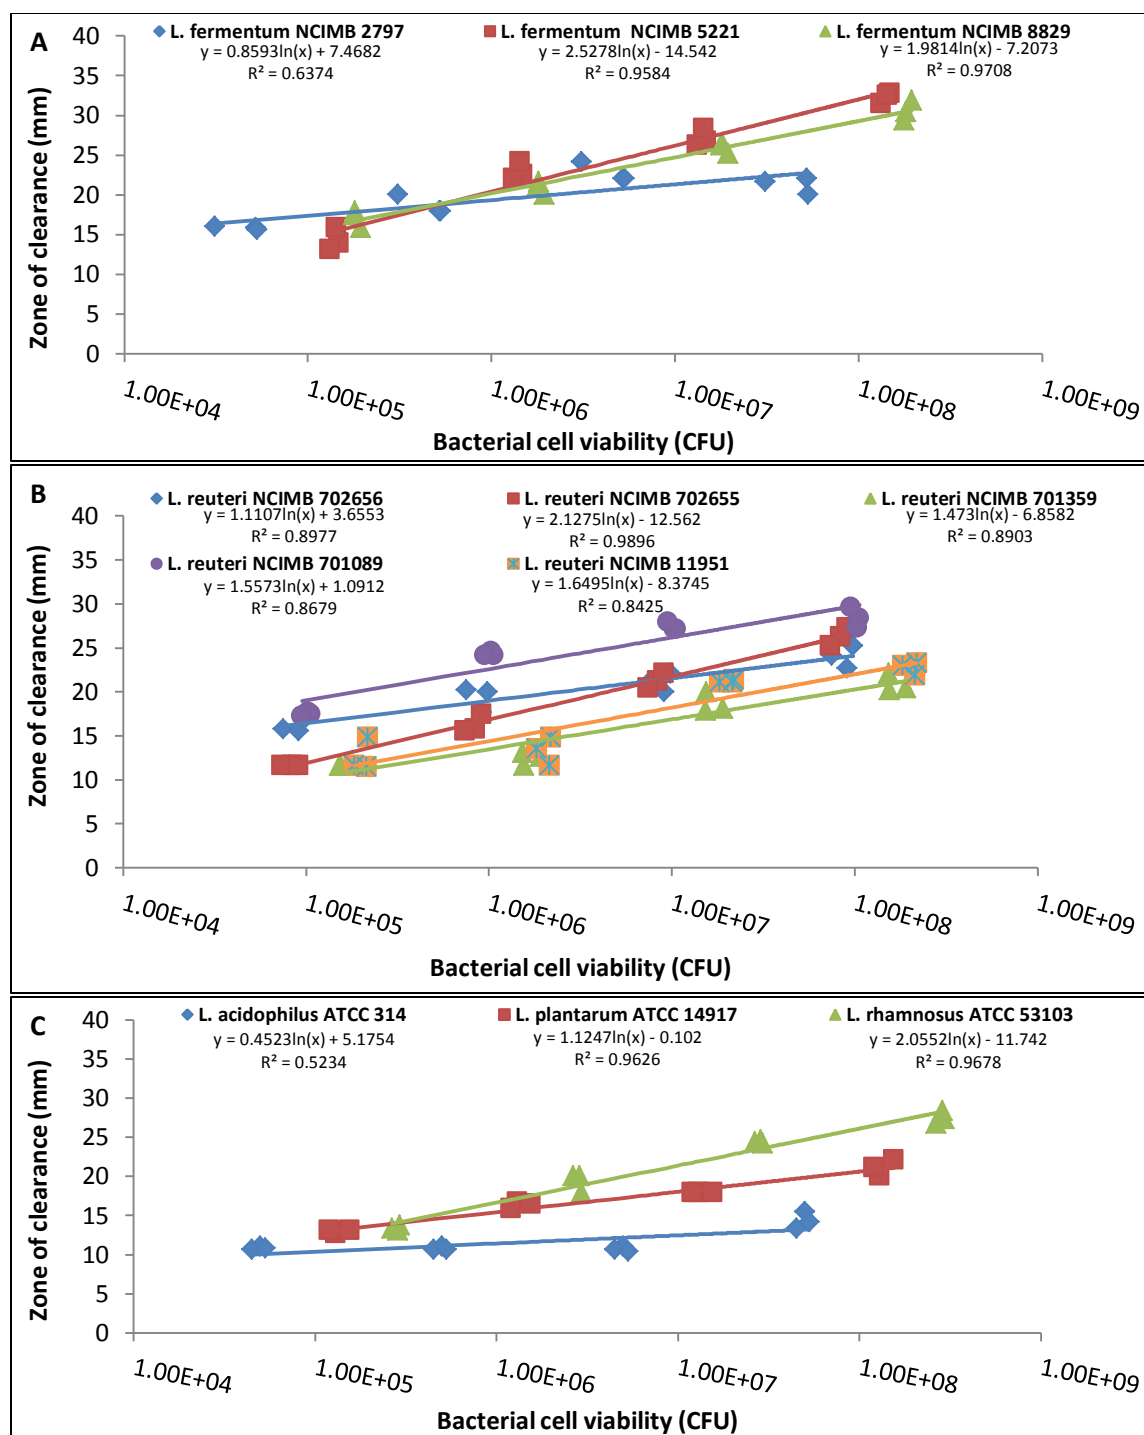 A
L. fermentum NCIMB 2797
y = 0.8593ln(x) + 7.4682
R² = 0.6374
L. fermentum  NCIMB 5221
y = 2.5278ln(x) - 14.542
R² = 0.9584
L. fermentum NCIMB 8829
y = 1.9814ln(x) - 7.2073
R² = 0.9708
Zone of clearance (mm)
40
35
30
25
20
15
10
5
0
1.00E+04
1.00E+05
1.00E+06
1.00E+07
1.00E+08
1.00E+09
Bacterial cell viability (CFU)
B
L. reuteri NCIMB 702656
y = 1.1107ln(x) + 3.6553
R² = 0.8977
L. reuteri NCIMB 702655
y = 2.1275ln(x) - 12.562
R² = 0.9896
L. reuteri NCIMB 701359
y = 1.473ln(x) - 6.8582
R² = 0.8903
L. reuteri NCIMB 701089
y = 1.5573ln(x) + 1.0912
R² = 0.8679
L. reuteri NCIMB 11951
y = 1.6495ln(x) - 8.3745
R² = 0.8425
Zone of clearance (mm)
40
35
30
25
20
15
10
5
0
1.00E+04
1.00E+05
1.00E+06
1.00E+07
1.00E+08
1.00E+09
Bacterial cell viability (CFU)
C
L. acidophilus ATCC 314
y = 0.4523ln(x) + 5.1754
R² = 0.5234
L. plantarum ATCC 14917
y = 1.1247ln(x) - 0.102
R² = 0.9626
L. rhamnosus ATCC 53103
y = 2.0552ln(x) - 11.742
R² = 0.9678
Zone of clearance (mm)
40
35
30
25
20
15
10
5
0
1.00E+04
1.00E+05
1.00E+06
1.00E+07
1.00E+08
1.00E+09
Bacterial cell viability (CFU)